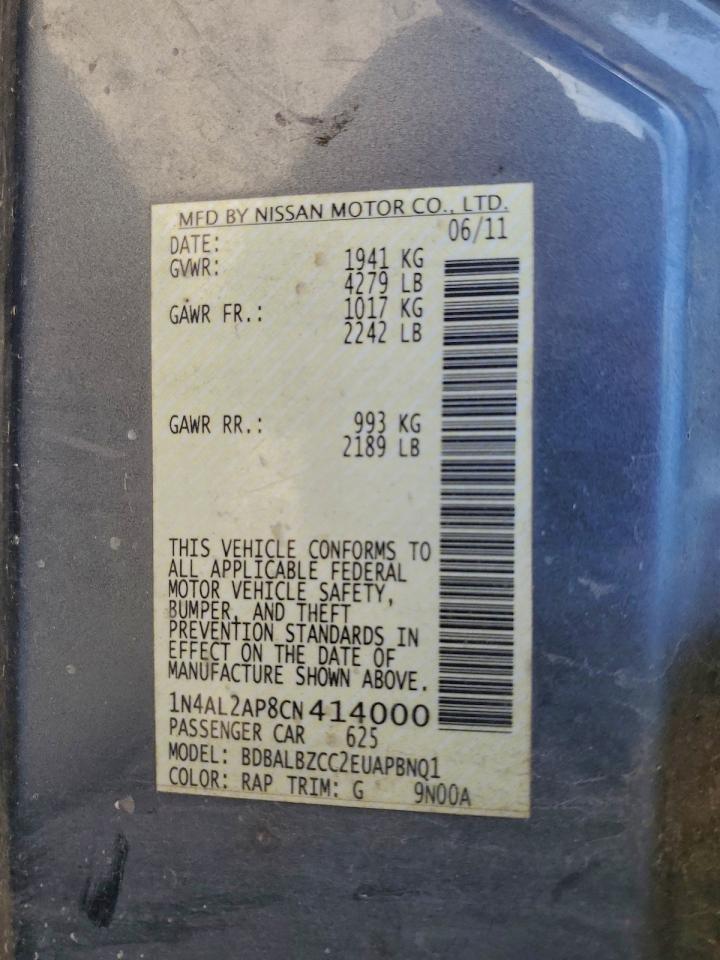 MFD BY NISSAN MOTOR CO., LTD.
DATE: 06/11
GVWR: 1941 KG
4279 LB
GAWR FR.: 1017 KG
2242 LB
GAWR RR.: 993 KG
2189 LB
THIS VEHICLE CONFORMS TO
ALL APPLICABLE FEDERAL
MOTOR VEHICLE SAFETY,
BUMPER, AND THEFT
PREVENTION STANDARDS IN
EFFECT ON THE DATE OF
MANUFACTURE SHOWN ABOVE.
1N4AL2AP8CN414000
PASSENGER CAR 625
MODEL: BDBALBZCC2EUAPBNQ1
COLOR: RAP TRIM: G 9N00A